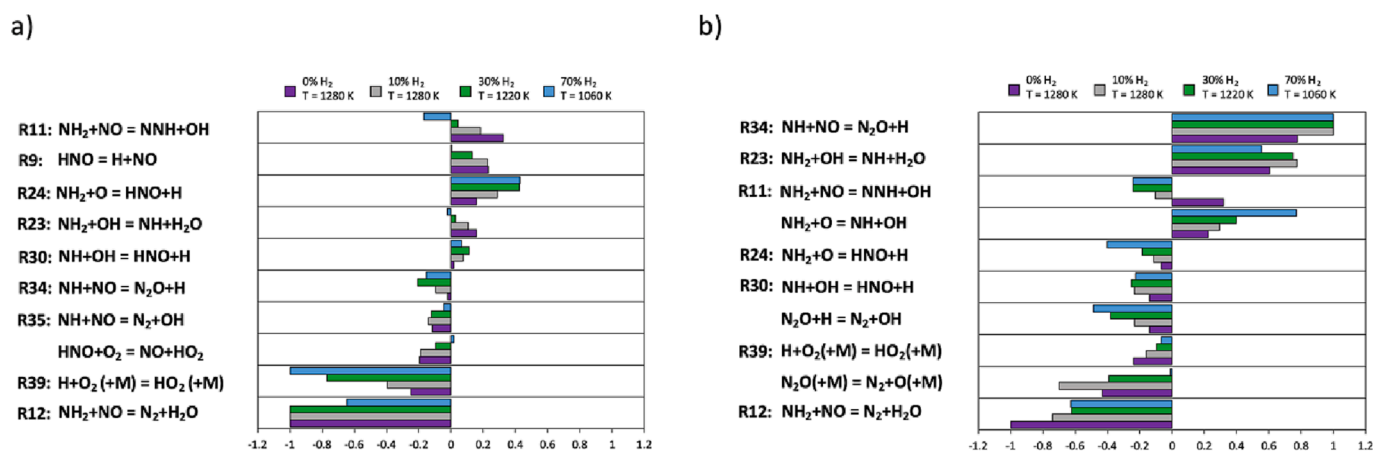 a)
0% H₂ 10% H₂ 30% H₂ 70% H₂
T = 1280 K T = 1280 K T = 1220 K T = 1060 K
R11: NH₂+NO = NNH+OH
R9: HNO = H+NO
R24: NH₂+O = HNO+H
R23: NH₂+OH = NH+H₂O
R30: NH+OH = HNO+H
R34: NH+NO = N₂O+H
R35: NH+NO = N₂+OH
HNO+O₂ = NO+HO₂
R39: H+O₂ (+M) = HO₂ (+M)
R12: NH₂+NO = N₂+H₂O
-1.2 -1 -0.8 -0.6 -0.4 -0.2 0 0.2 0.4 0.6 0.8 1 1.2
b)
0% H₂ 10% H₂ 30% H₂ 70% H₂
T = 1280 K T = 1280 K T = 1220 K T = 1060 K
R34: NH+NO = N₂O+H
R23: NH₂+OH = NH+H₂O
R11: NH₂+NO = NNH+OH
NH₂+O = NH+OH
R24: NH₂+O = HNO+H
R30: NH+OH = HNO+H
N₂O+H = N₂+OH
R39: H+O₂(+M) = HO₂(+M)
N₂O(+M) = N₂+O(+M)
R12: NH₂+NO = N₂+H₂O
-1.2 -1 -0.8 -0.6 -0.4 -0.2 0 0.2 0.4 0.6 0.8 1 1.2